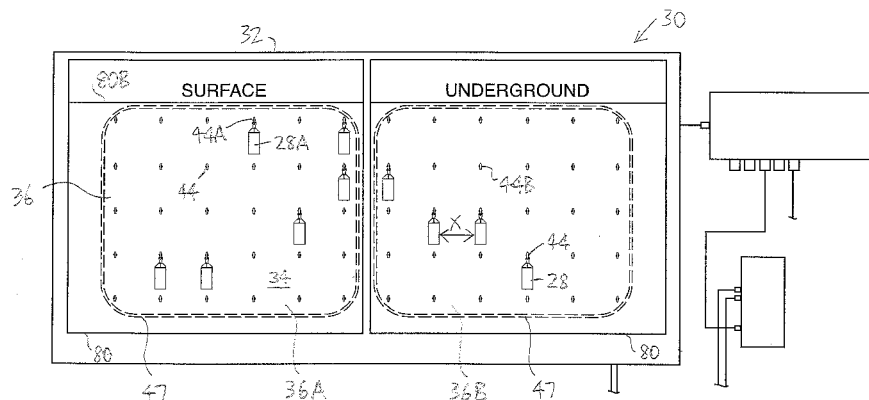 32
30
80B
SURFACE
UNDERGROUND
44A
28A
36
44
44B
X
44
28
34
80
80
47
36A
36B
47